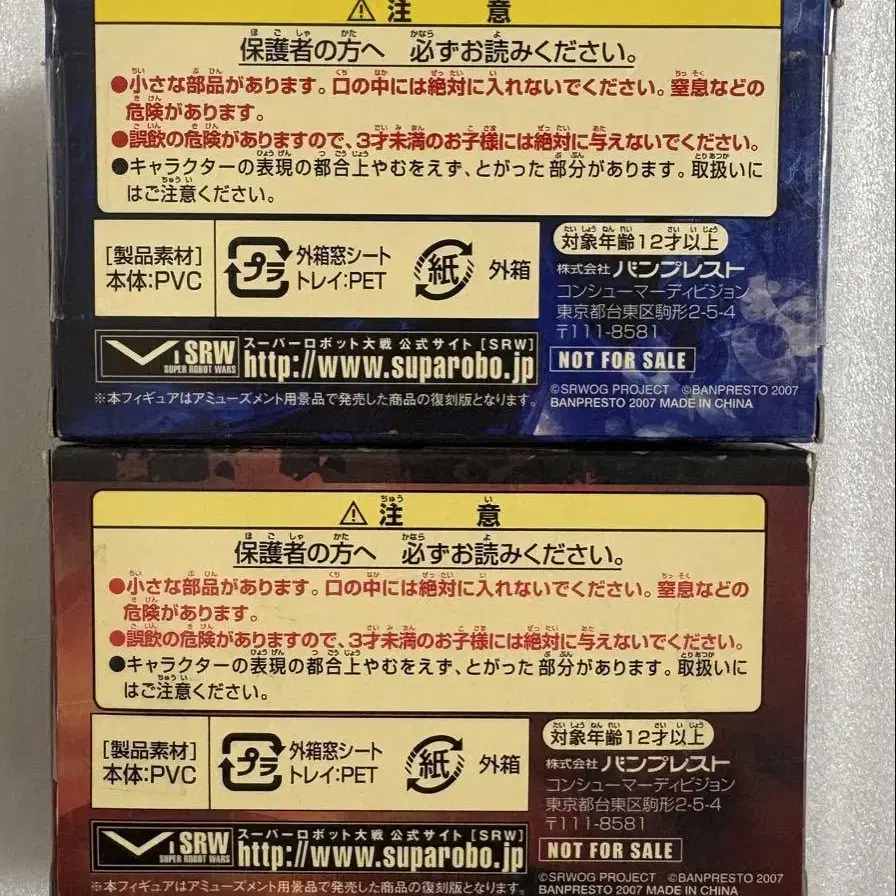 ⚠注 意
保護者の方へ 必ずお読みください。
●小さな部品があります。口の中には絶対に入れないでください。窒息などの
危険があります。
●誤飲の危険がありますので、3才未満のお子様には絶対に与えないでください。
●キャラクターの表現の都合上やむをえず、とがった部分があります。取扱いに
はご注意ください。
[製品素材]
本体:PVC
プラ
外箱窓シート
トレイ:PET
紙
外箱
対象年齢12才以上
株式会社 バンプレスト
コンシューマーディビジョン
東京都台東区駒形2-5-4
〒111-8581
SRW
SUPER ROBOT WARS
スーパーロボット大戦 公式サイト [SRW]
http://www.suparobo.jp
NOT FOR SALE
※本フィギュアはアミューズメント用景品で発売した商品の復刻版となります。
©SRWOG PROJECT ©BANPRESTO 2007
BANPRESTO 2007 MADE IN CHINA
⚠注 意
保護者の方へ 必ずお読みください。
●小さな部品があります。口の中には絶対に入れないでください。窒息などの
危険があります。
●誤飲の危険がありますので、3才未満のお子様には絶対に与えないでください。
●キャラクターの表現の都合上やむをえず、とがった部分があります。取扱いに
はご注意ください。
[製品素材]
本体:PVC
プラ
外箱窓シート
トレイ:PET
紙
外箱
対象年齢12才以上
株式会社 バンプレスト
コンシューマーディビジョン
東京都台東区駒形2-5-4
〒111-8581
SRW
SUPER ROBOT WARS
スーパーロボット大戦 公式サイト [SRW]
http://www.suparobo.jp
NOT FOR SALE
※本フィギュアはアミューズメント用景品で発売した商品の復刻版となります。
©SRWOG PROJECT ©BANPRESTO 2007
BANPRESTO 2007 MADE IN CHINA